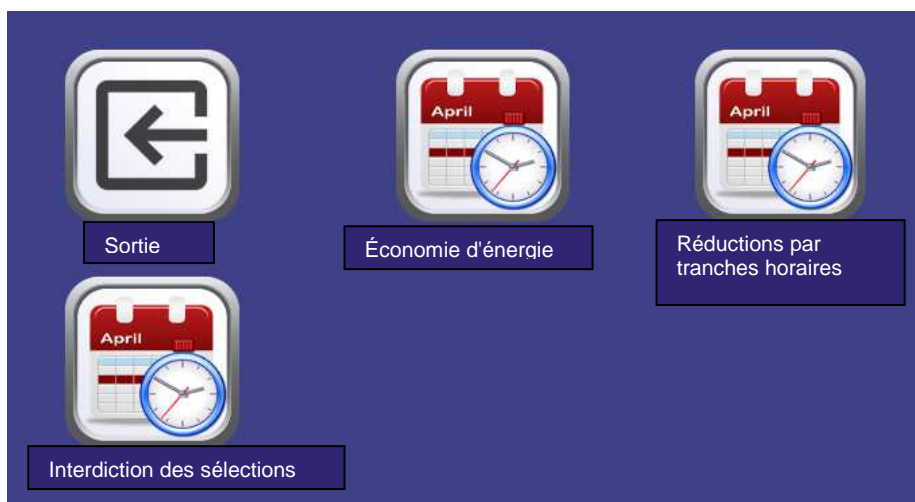 April
April
Sortie
Économie d'énergie
Réductions par
tranches horaires
April
Interdiction des sélections